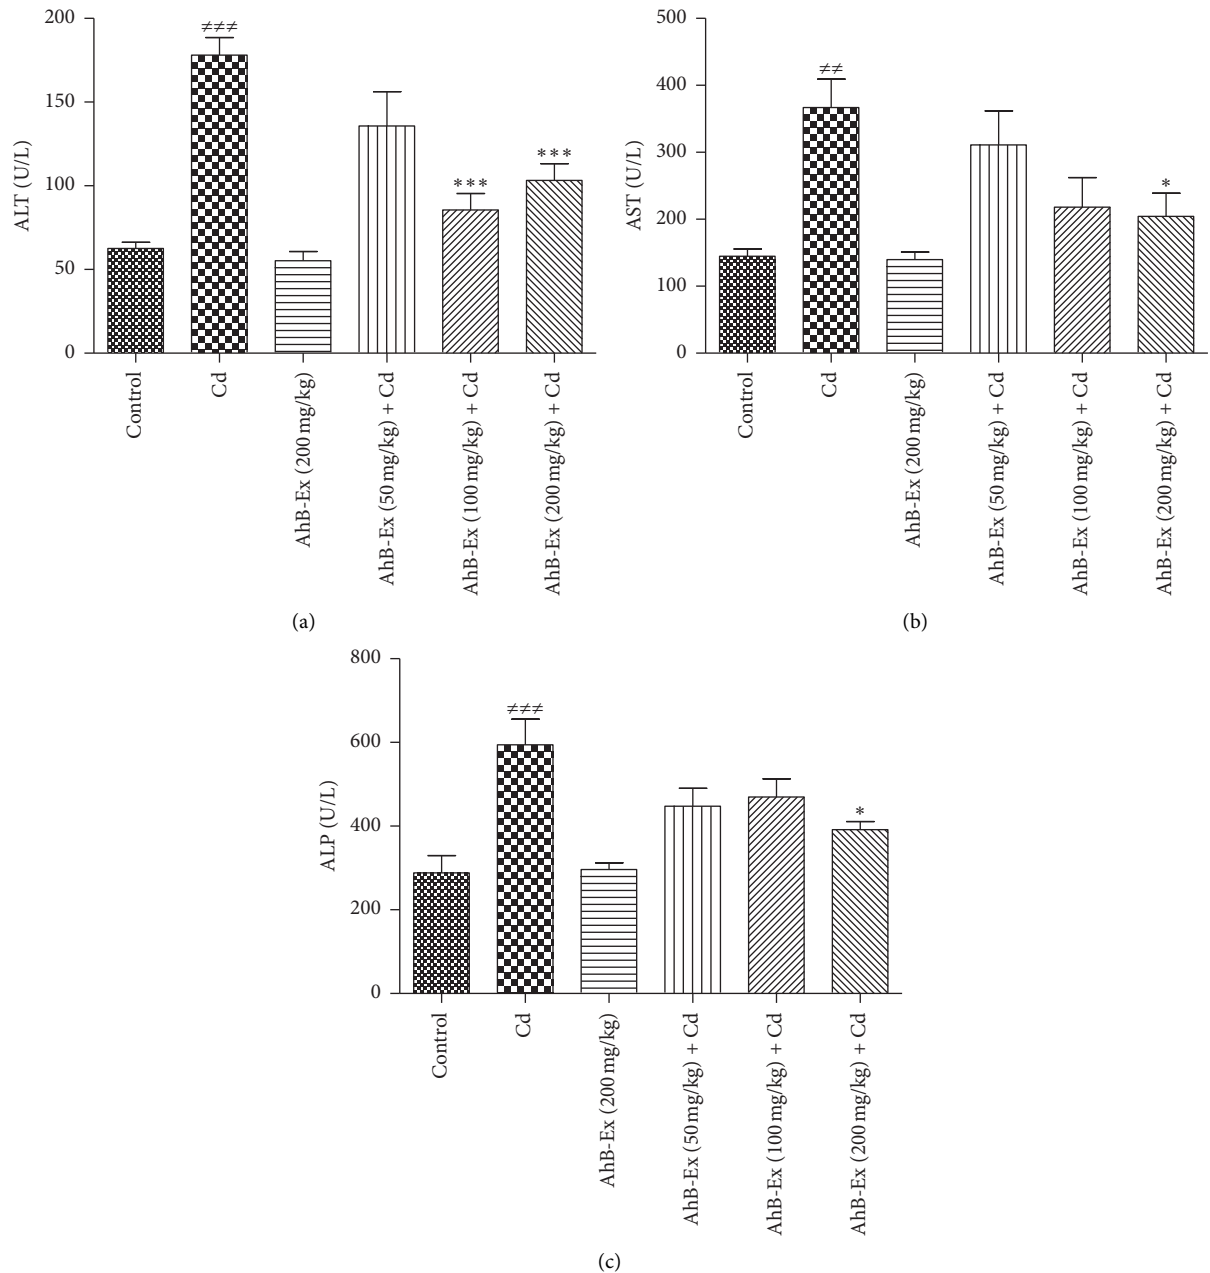 ALT (U/L)
200
150
100
50
0
≠≠≠
***
***
Control
Cd
AhB-Ex (200 mg/kg)
AhB-Ex (50 mg/kg) + Cd
AhB-Ex (100 mg/kg) + Cd
AhB-Ex (200 mg/kg) + Cd
(a)
AST (U/L)
500
400
300
200
100
0
≠≠
*
Control
Cd
AhB-Ex (200 mg/kg)
AhB-Ex (50 mg/kg) + Cd
AhB-Ex (100 mg/kg) + Cd
AhB-Ex (200 mg/kg) + Cd
(b)
ALP (U/L)
800
600
400
200
0
≠≠≠
*
Control
Cd
AhB-Ex (200 mg/kg)
AhB-Ex (50 mg/kg) + Cd
AhB-Ex (100 mg/kg) + Cd
AhB-Ex (200 mg/kg) + Cd
(c)